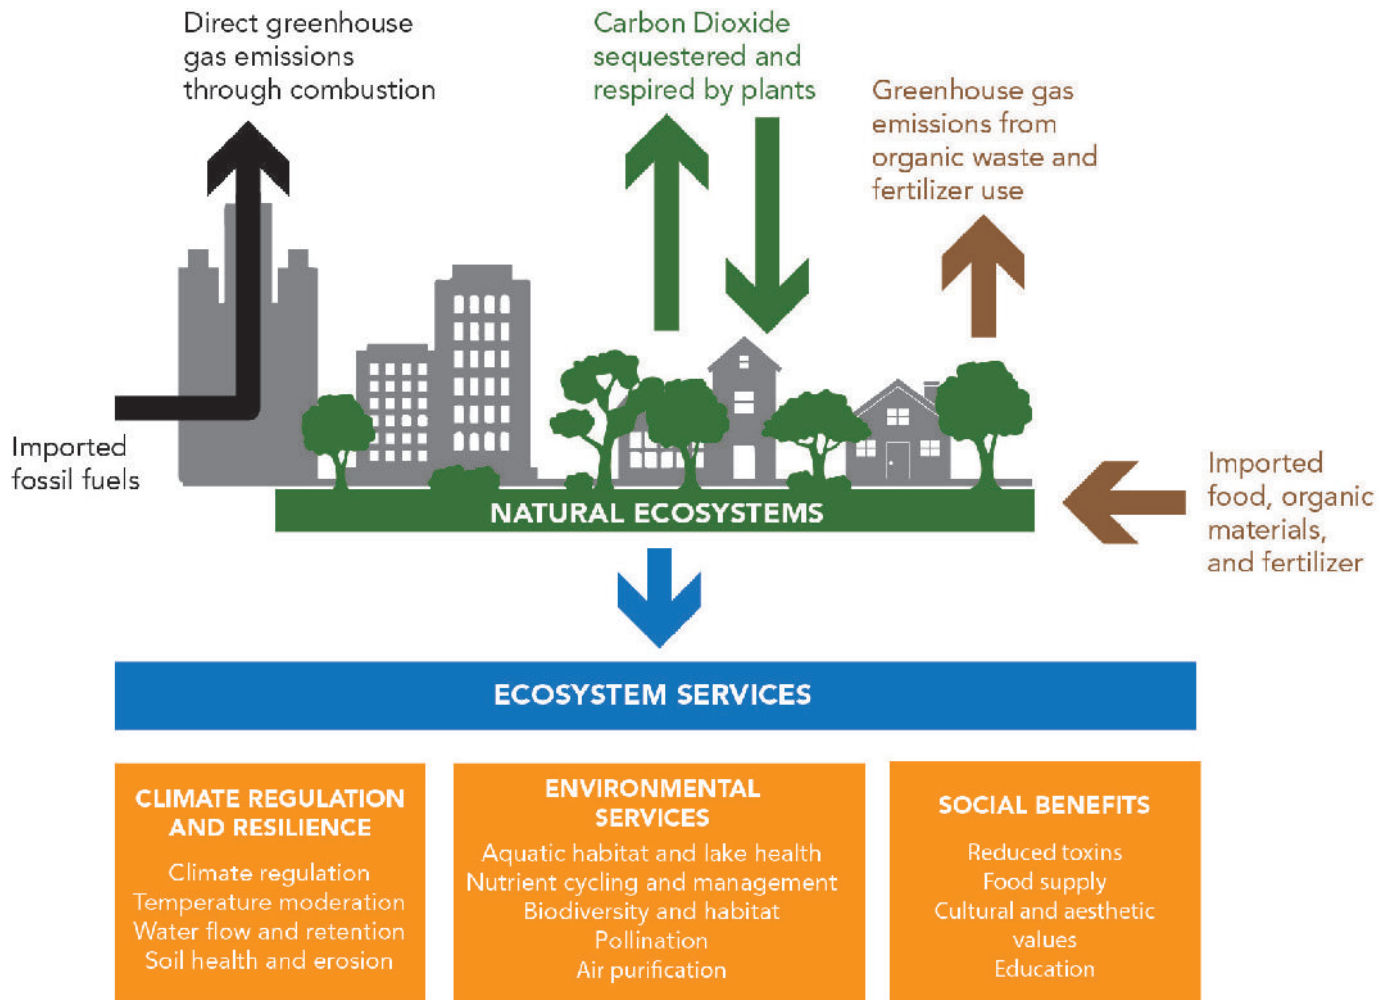 Direct greenhouse
gas emissions
through combustion
Carbon Dioxide
sequestered and
respired by plants
Greenhouse gas
emissions from
organic waste and
fertilizer use
Imported
fossil fuels
Imported
food, organic
materials,
and fertilizer
NATURAL ECOSYSTEMS
ECOSYSTEM SERVICES
CLIMATE REGULATION
AND RESILIENCE
Climate regulation
Temperature moderation
Water flow and retention
Soil health and erosion
ENVIRONMENTAL
SERVICES
Aquatic habitat and lake health
Nutrient cycling and management
Biodiversity and habitat
Pollination
Air purification
SOCIAL BENEFITS
Reduced toxins
Food supply
Cultural and aesthetic
values
Education